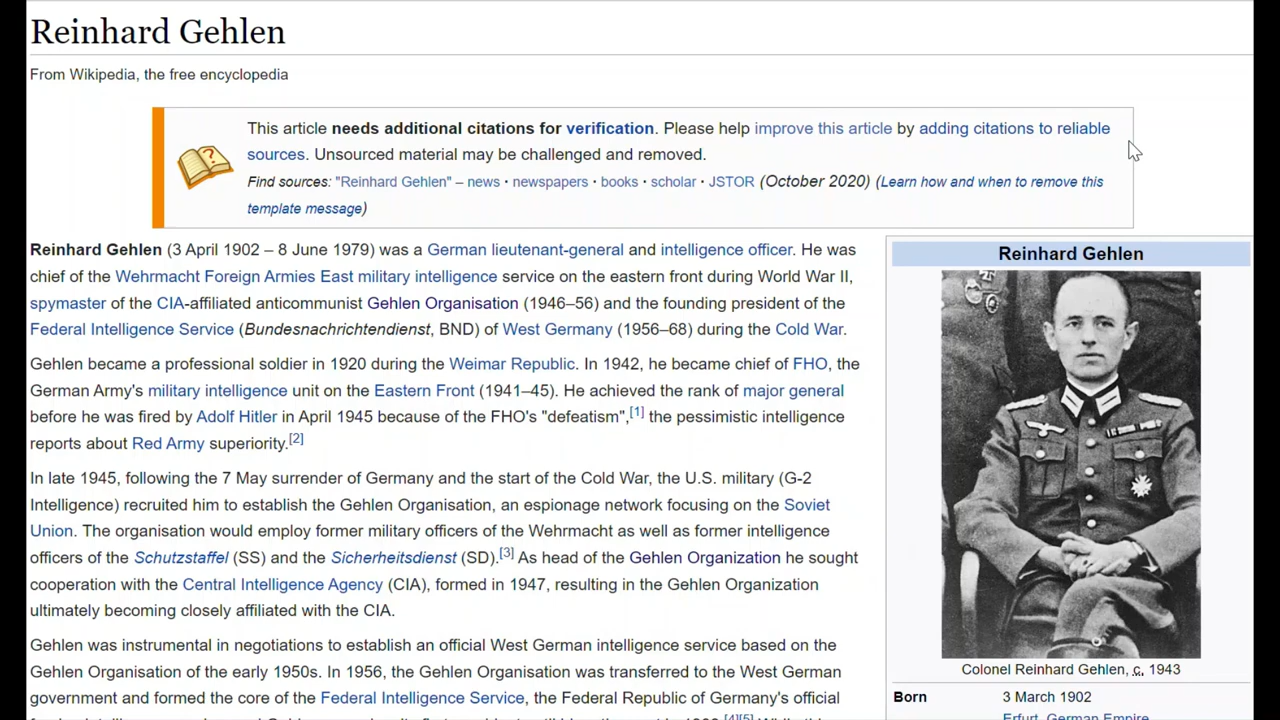 Reinhard Gehlen
From Wikipedia, the free encyclopedia
This article needs additional citations for verification. Please help improve this article by adding citations to reliable
sources. Unsourced material may be challenged and removed.
Find sources: "Reinhard Gehlen" – news · newspapers · books · scholar · JSTOR (October 2020) (Learn how and when to remove this
template message)
Reinhard Gehlen (3 April 1902 – 8 June 1979) was a German lieutenant-general and intelligence officer. He was
chief of the Wehrmacht Foreign Armies East military intelligence service on the eastern front during World War II,
spymaster of the CIA-affiliated anticommunist Gehlen Organisation (1946–56) and the founding president of the
Federal Intelligence Service (Bundesnachrichtendienst, BND) of West Germany (1956–68) during the Cold War.
Gehlen became a professional soldier in 1920 during the Weimar Republic. In 1942, he became chief of FHO, the
German Army's military intelligence unit on the Eastern Front (1941–45). He achieved the rank of major general
before he was fired by Adolf Hitler in April 1945 because of the FHO's "defeatism",[1] the pessimistic intelligence
reports about Red Army superiority.[2]
In late 1945, following the 7 May surrender of Germany and the start of the Cold War, the U.S. military (G-2
Intelligence) recruited him to establish the Gehlen Organisation, an espionage network focusing on the Soviet
Union. The organisation would employ former military officers of the Wehrmacht as well as former intelligence
officers of the Schutzstaffel (SS) and the Sicherheitsdienst (SD).[3] As head of the Gehlen Organization he sought
cooperation with the Central Intelligence Agency (CIA), formed in 1947, resulting in the Gehlen Organization
ultimately becoming closely affiliated with the CIA.
Gehlen was instrumental in negotiations to establish an official West German intelligence service based on the
Gehlen Organisation of the early 1950s. In 1956, the Gehlen Organisation was transferred to the West German
government and formed the core of the Federal Intelligence Service, the Federal Republic of Germany's official
Reinhard Gehlen
Colonel Reinhard Gehlen, c. 1943
Born 3 March 1902
Erfurt, German Empire